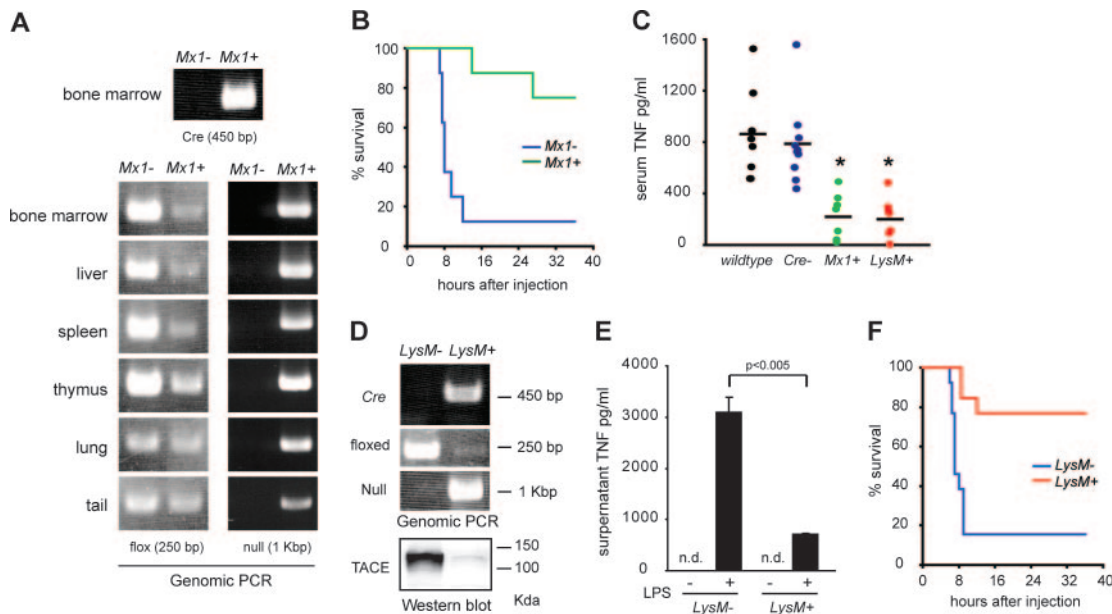 A
Mx1- Mx1+
bone marrow
Cre (450 bp)
Mx1- Mx1+ Mx1- Mx1+
bone marrow
liver
spleen
thymus
lung
tail
flox (250 bp) null (1 Kbp)
Genomic PCR
B
100
80
60
40
20
0
% survival
Mx1-
Mx1+
0 8 16 24 32 40
hours after injection
C
1600
1200
800
400
0
serum TNF pg/ml
* *
wildtype Cre- Mx1+ LysM+
D
LysM- LysM+
Cre 450 bp
floxed 250 bp
Null 1 Kbp
Genomic PCR
TACE
150
100
Western blot Kda
E
p<0.005
4000
3000
2000
1000
0
surpernatant TNF pg/ml
n.d. n.d.
LPS - + - +
LysM- LysM+
F
100
80
60
40
20
0
% survival
LysM-
LysM+
0 8 16 24 32 40
hours after injection